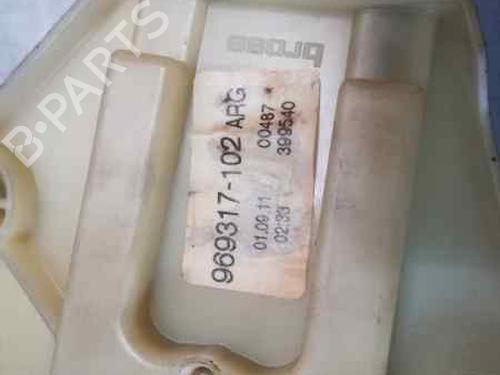 brose
969317-102 ARG
01.09.11 00487 *
02:33 399540
B-PARTS